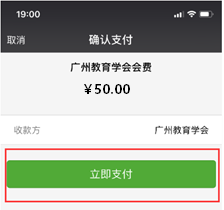 19:00
取消 确认支付
广州教育学会会费
¥50.00
收款方 广州教育学会
立即支付